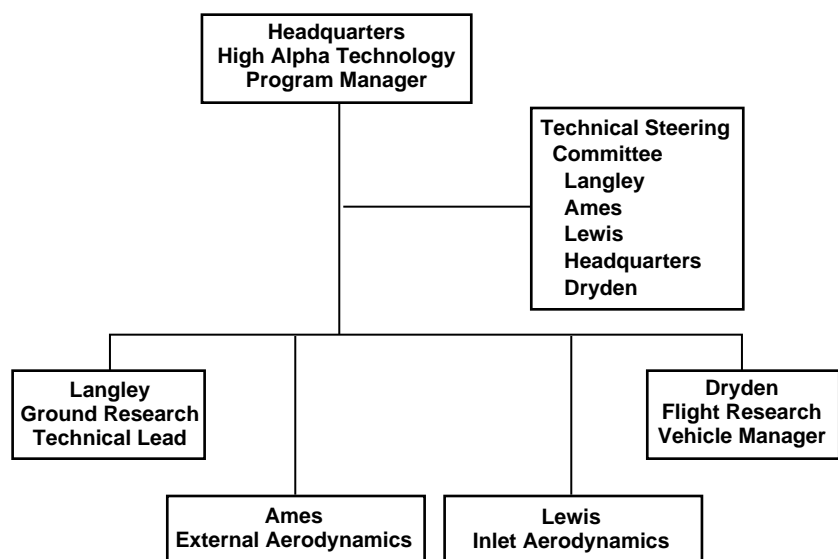 Headquarters
High Alpha Technology
Program Manager
Technical Steering
Committee
Langley
Ames
Lewis
Headquarters
Dryden
Langley
Ground Research
Technical Lead
Dryden
Flight Research
Vehicle Manager
Ames
External Aerodynamics
Lewis
Inlet Aerodynamics